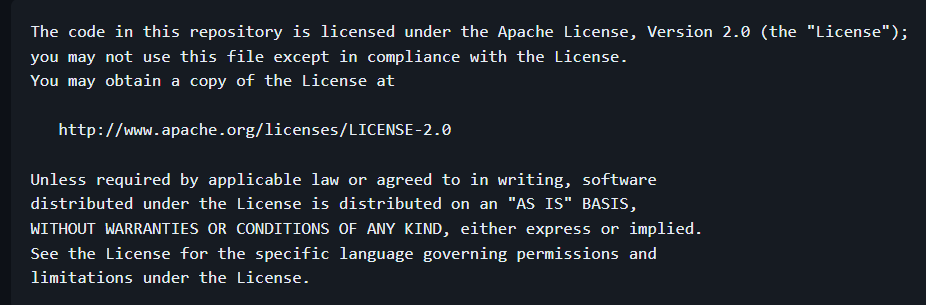 The code in this repository is licensed under the Apache License, Version 2.0 (the "License");
you may not use this file except in compliance with the License.
You may obtain a copy of the License at
http://www.apache.org/licenses/LICENSE-2.0
Unless required by applicable law or agreed to in writing, software
distributed under the License is distributed on an "AS IS" BASIS,
WITHOUT WARRANTIES OR CONDITIONS OF ANY KIND, either express or implied.
See the License for the specific language governing permissions and
limitations under the License.